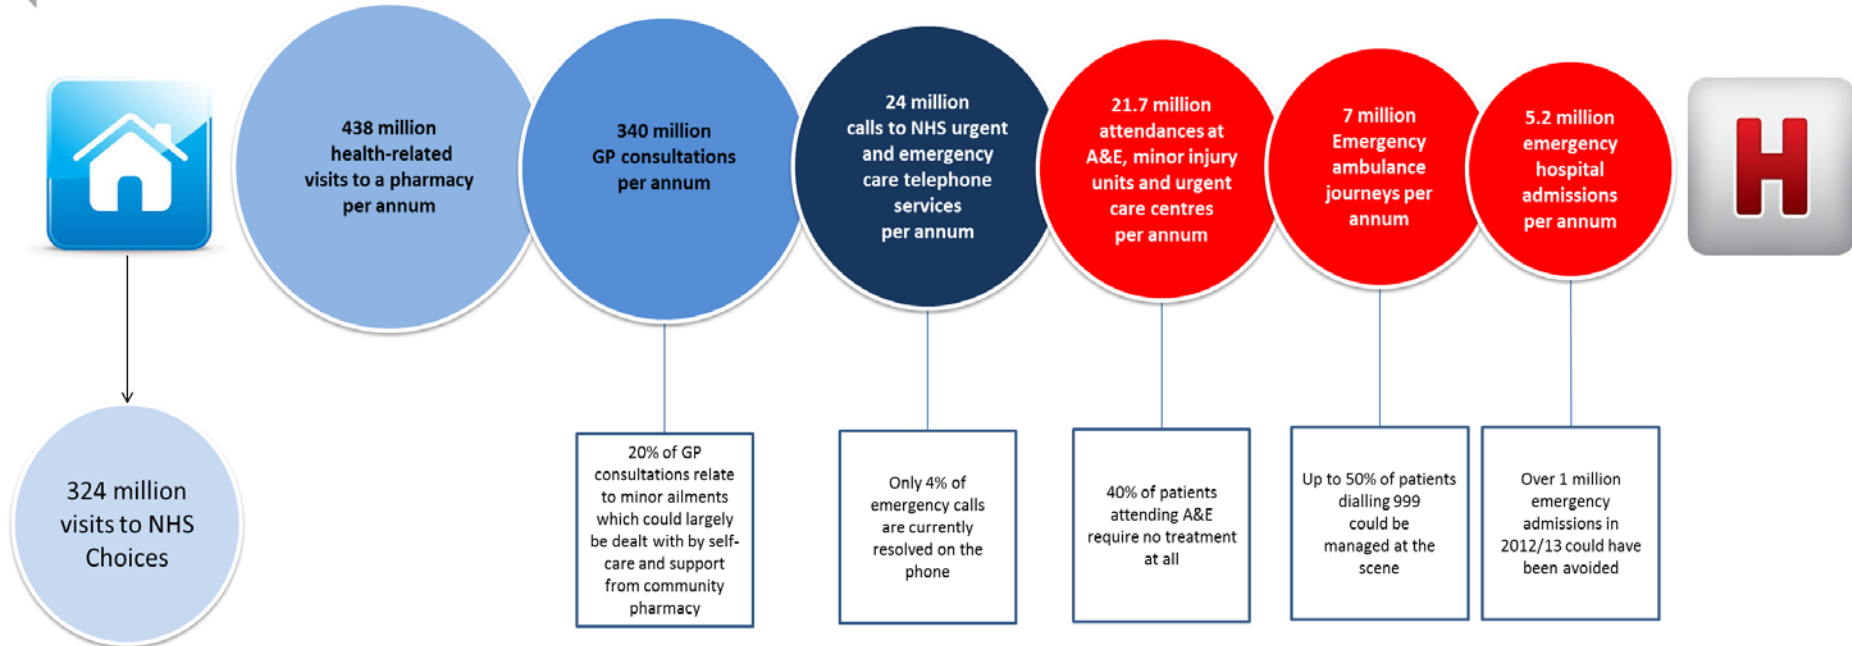 438 million
health-related
visits to a pharmacy
per annum
340 million
GP consultations
per annum
24 million
calls to NHS urgent
and emergency
care telephone
services
per annum
21.7 million
attendances at
A&E, minor injury
units and urgent
care centres
per annum
7 million
Emergency
ambulance
journeys per
annum
5.2 million
emergency
hospital
admissions
per annum
H
324 million
visits to NHS
Choices
20% of GP
consultations relate
to minor ailments
which could largely
be dealt with by self-
care and support
from community
pharmacy
Only 4% of
emergency calls
are currently
resolved on the
phone
40% of patients
attending A&E
require no treatment
at all
Up to 50% of patients
dialling 999
could be
managed at the
scene
Over 1 million
emergency
admissions in
2012/13 could have
been avoided